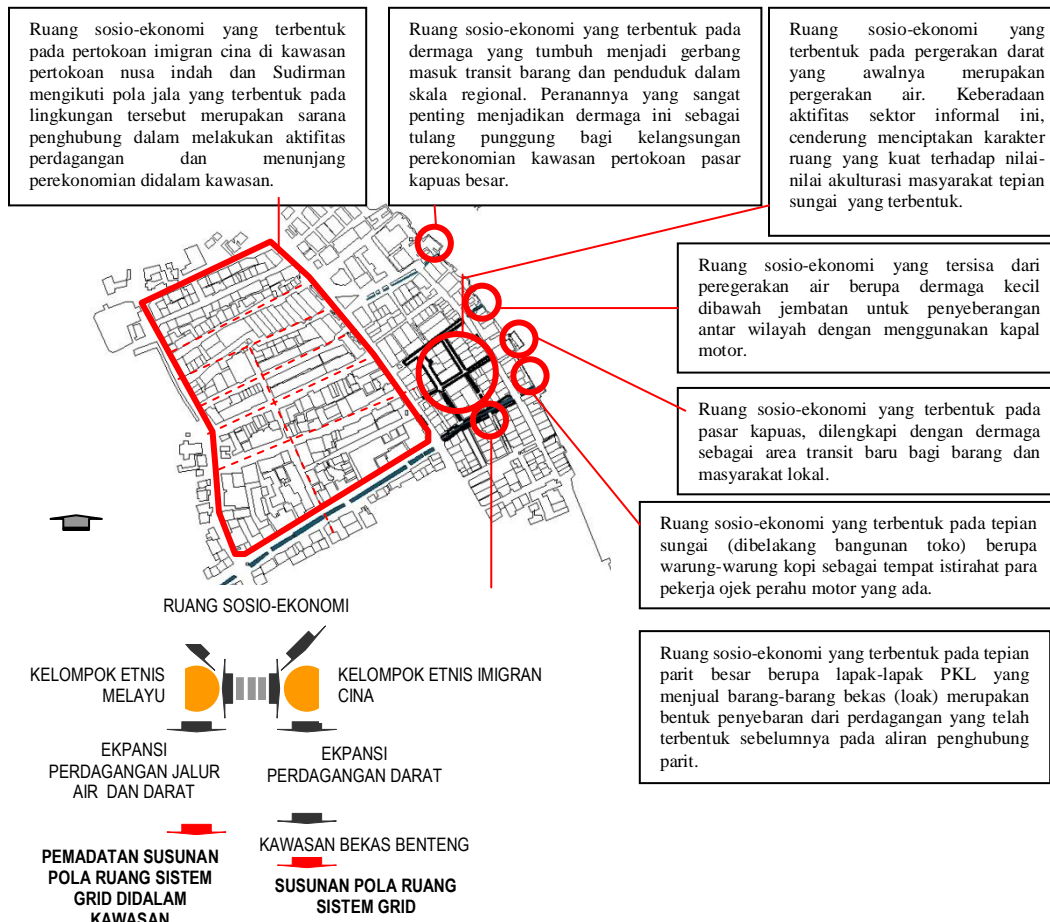 Ruang sosio-ekonomi yang terbentuk
pada pertokoan imigran cina di kawasan
pertokoan nusa indah dan Sudirman
mengikuti pola jala yang terbentuk pada
lingkungan tersebut merupakan sarana
penghubung dalam melakukan aktifitas
perdagangan dan menunjang
perekonomian didalam kawasan.
Ruang sosio-ekonomi yang terbentuk pada
dermaga yang tumbuh menjadi gerbang
masuk transit barang dan penduduk dalam
skala regional. Peranannya yang sangat
penting menjadikan dermaga ini sebagai
tulang punggung bagi kelangsungan
perekonomian kawasan pertokoan pasar
kapuas besar.
Ruang sosio-ekonomi yang
terbentuk pada pergerakan darat
yang awalnya merupakan
pergerakan air. Keberadaan
aktifitas sektor informal ini,
cenderung menciptakan karakter
ruang yang kuat terhadap nilai-
nilai akulturasi masyarakat tepian
sungai yang terbentuk.
Ruang sosio-ekonomi yang tersisa dari
peregerakan air berupa dermaga kecil
dibawah jembatan untuk penyeberangan
antar wilayah dengan menggunakan kapal
motor.
Ruang sosio-ekonomi yang terbentuk pada
pasar kapuas, dilengkapi dengan dermaga
sebagai area transit baru bagi barang dan
masyarakat lokal.
Ruang sosio-ekonomi yang terbentuk pada tepian
sungai (dibelakang bangunan toko) berupa
warung-warung kopi sebagai tempat istirahat para
pekerja ojek perahu motor yang ada.
Ruang sosio-ekonomi yang terbentuk pada tepian
parit besar berupa lapak-lapak PKL yang
menjual barang-barang bekas (loak) merupakan
bentuk penyebaran dari perdagangan yang telah
terbentuk sebelumnya pada aliran penghubung
parit.
RUANG SOSIO-EKONOMI
KELOMPOK ETNIS
MELAYU
KELOMPOK ETNIS IMIGRAN
CINA
EKPANSI
PERDAGANGAN JALUR
AIR DAN DARAT
EKPANSI
PERDAGANGAN DARAT
KAWASAN BEKAS BENTENG
PEMADATAN SUSUNAN
POLA RUANG SISTEM
GRID DIDALAM
KAWASAN
SUSUNAN POLA RUANG
SISTEM GRID